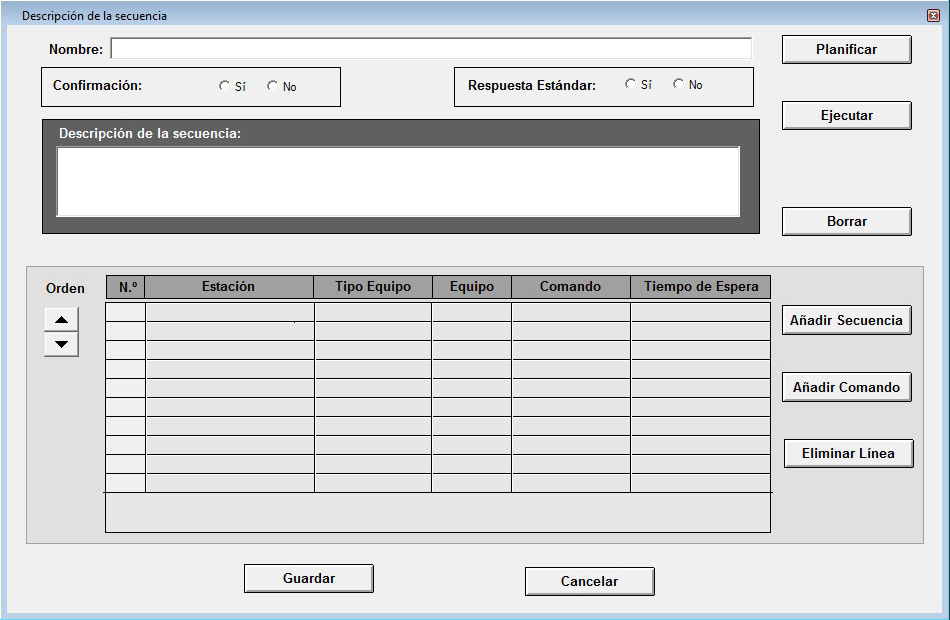 Descripción de la secuencia
Nombre:
Planificar
Confirmación: Sí No
Respuesta Estándar: Sí No
Ejecutar
Descripción de la secuencia:
Borrar
Orden
N.º Estación Tipo Equipo Equipo Comando Tiempo de Espera
Añadir Secuencia
Añadir Comando
Eliminar Línea
Guardar
Cancelar